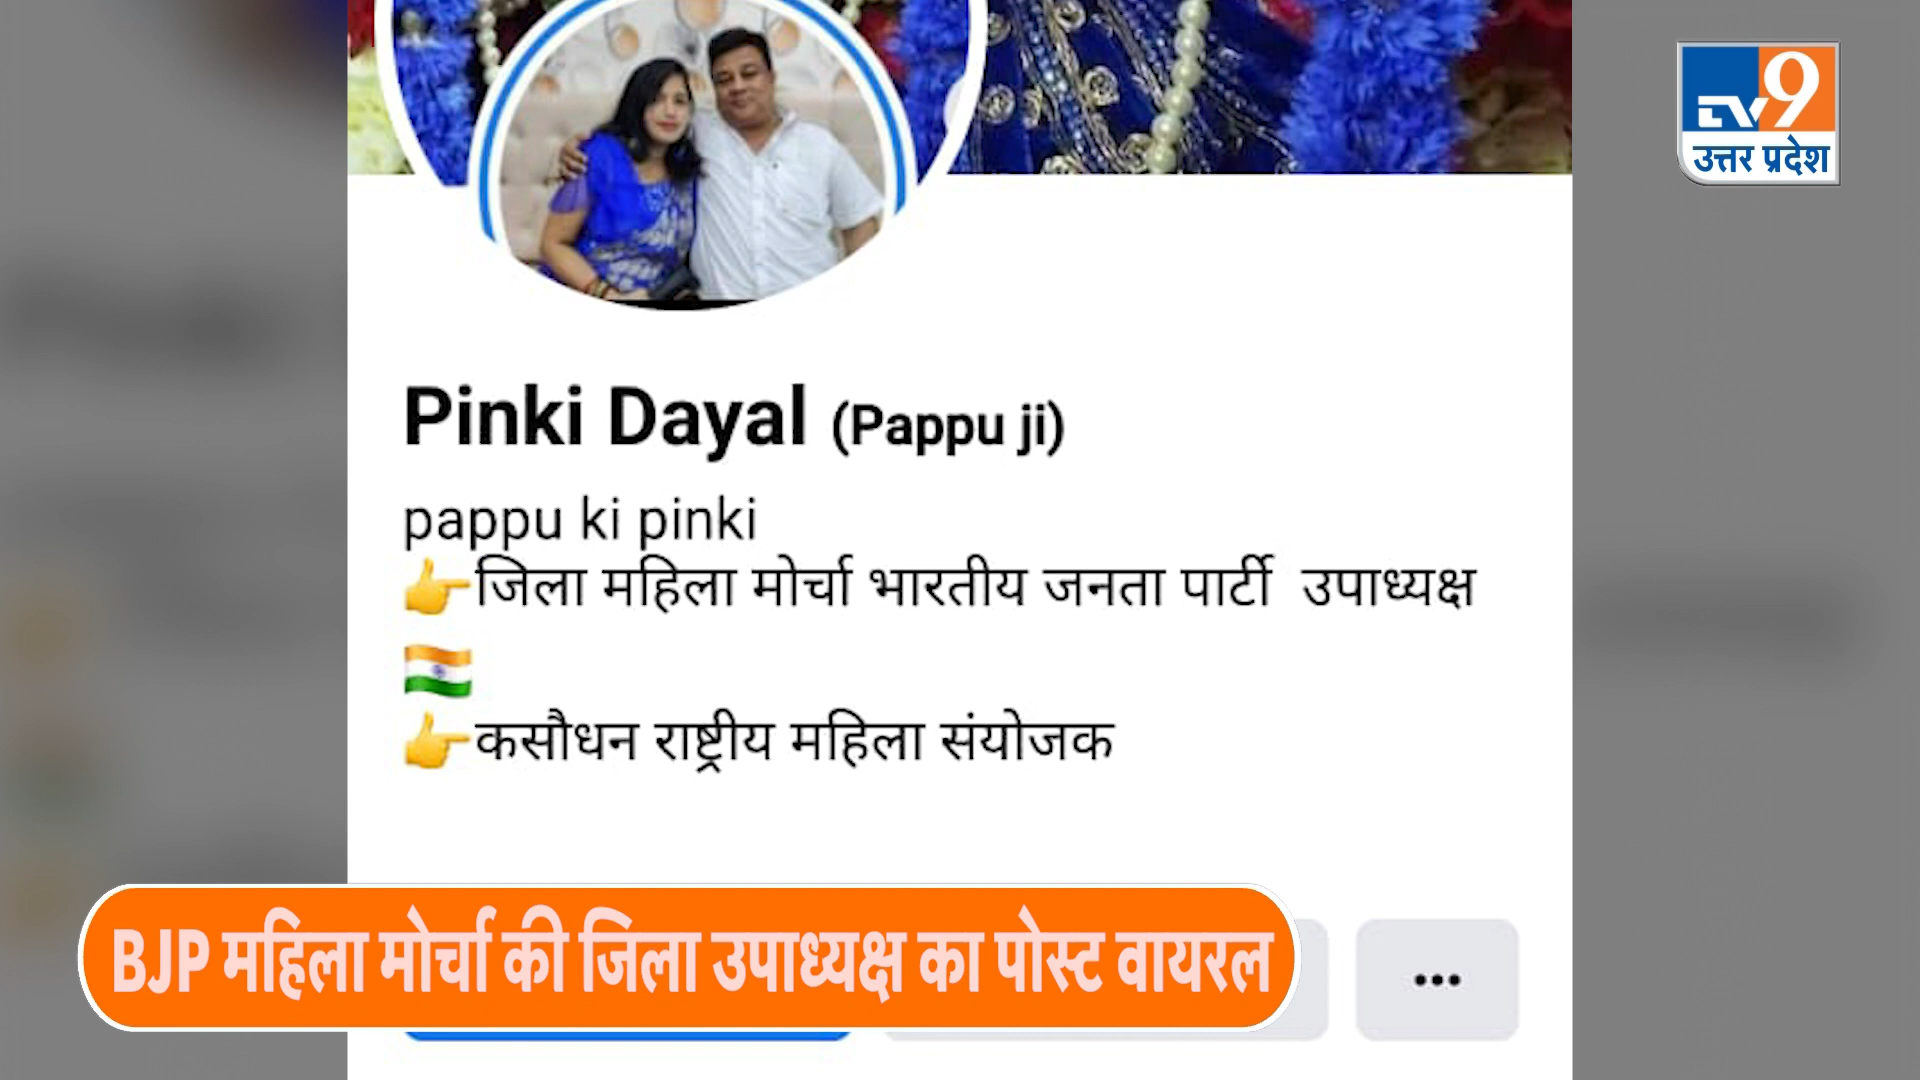 TV9
उत्तर प्रदेश
Pinki Dayal (Pappu ji)
pappu ki pinki
👉जिला महिला मोर्चा भारतीय जनता पार्टी उपाध्यक्ष
🇮🇳
👉कसौधन राष्ट्रीय महिला संयोजक
BJP महिला मोर्चा की जिला उपाध्यक्ष का पोस्ट वायरल